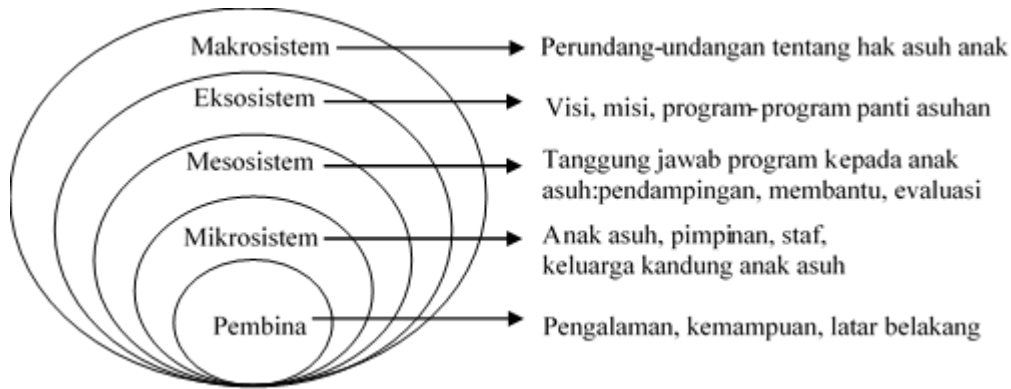 Makrosistem
Perundang-undangan tentang hak asuh anak
Eksosistem
Visi, misi, program-program panti asuhan
Mesosistem
Tanggung jawab program kepada anak
asuh:pendampingan, membantu, evaluasi
Mikrosistem
Anak asuh, pimpinan, staf,
keluarga kandung anak asuh
Pembina
Pengalaman, kemampuan, latar belakang